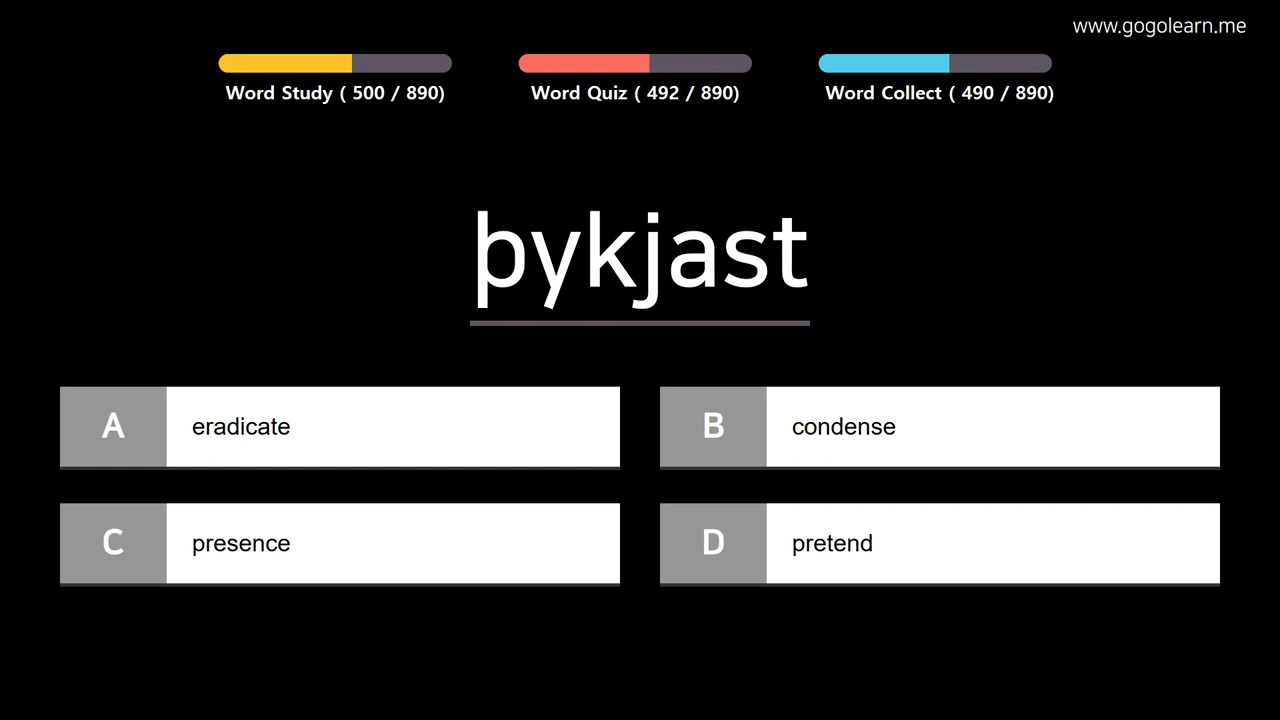 www.gogolearn.me
Word Study ( 500 / 890)
Word Quiz ( 492 / 890)
Word Collect ( 490 / 890)
þykjast
A eradicate
B condense
C presence
D pretend